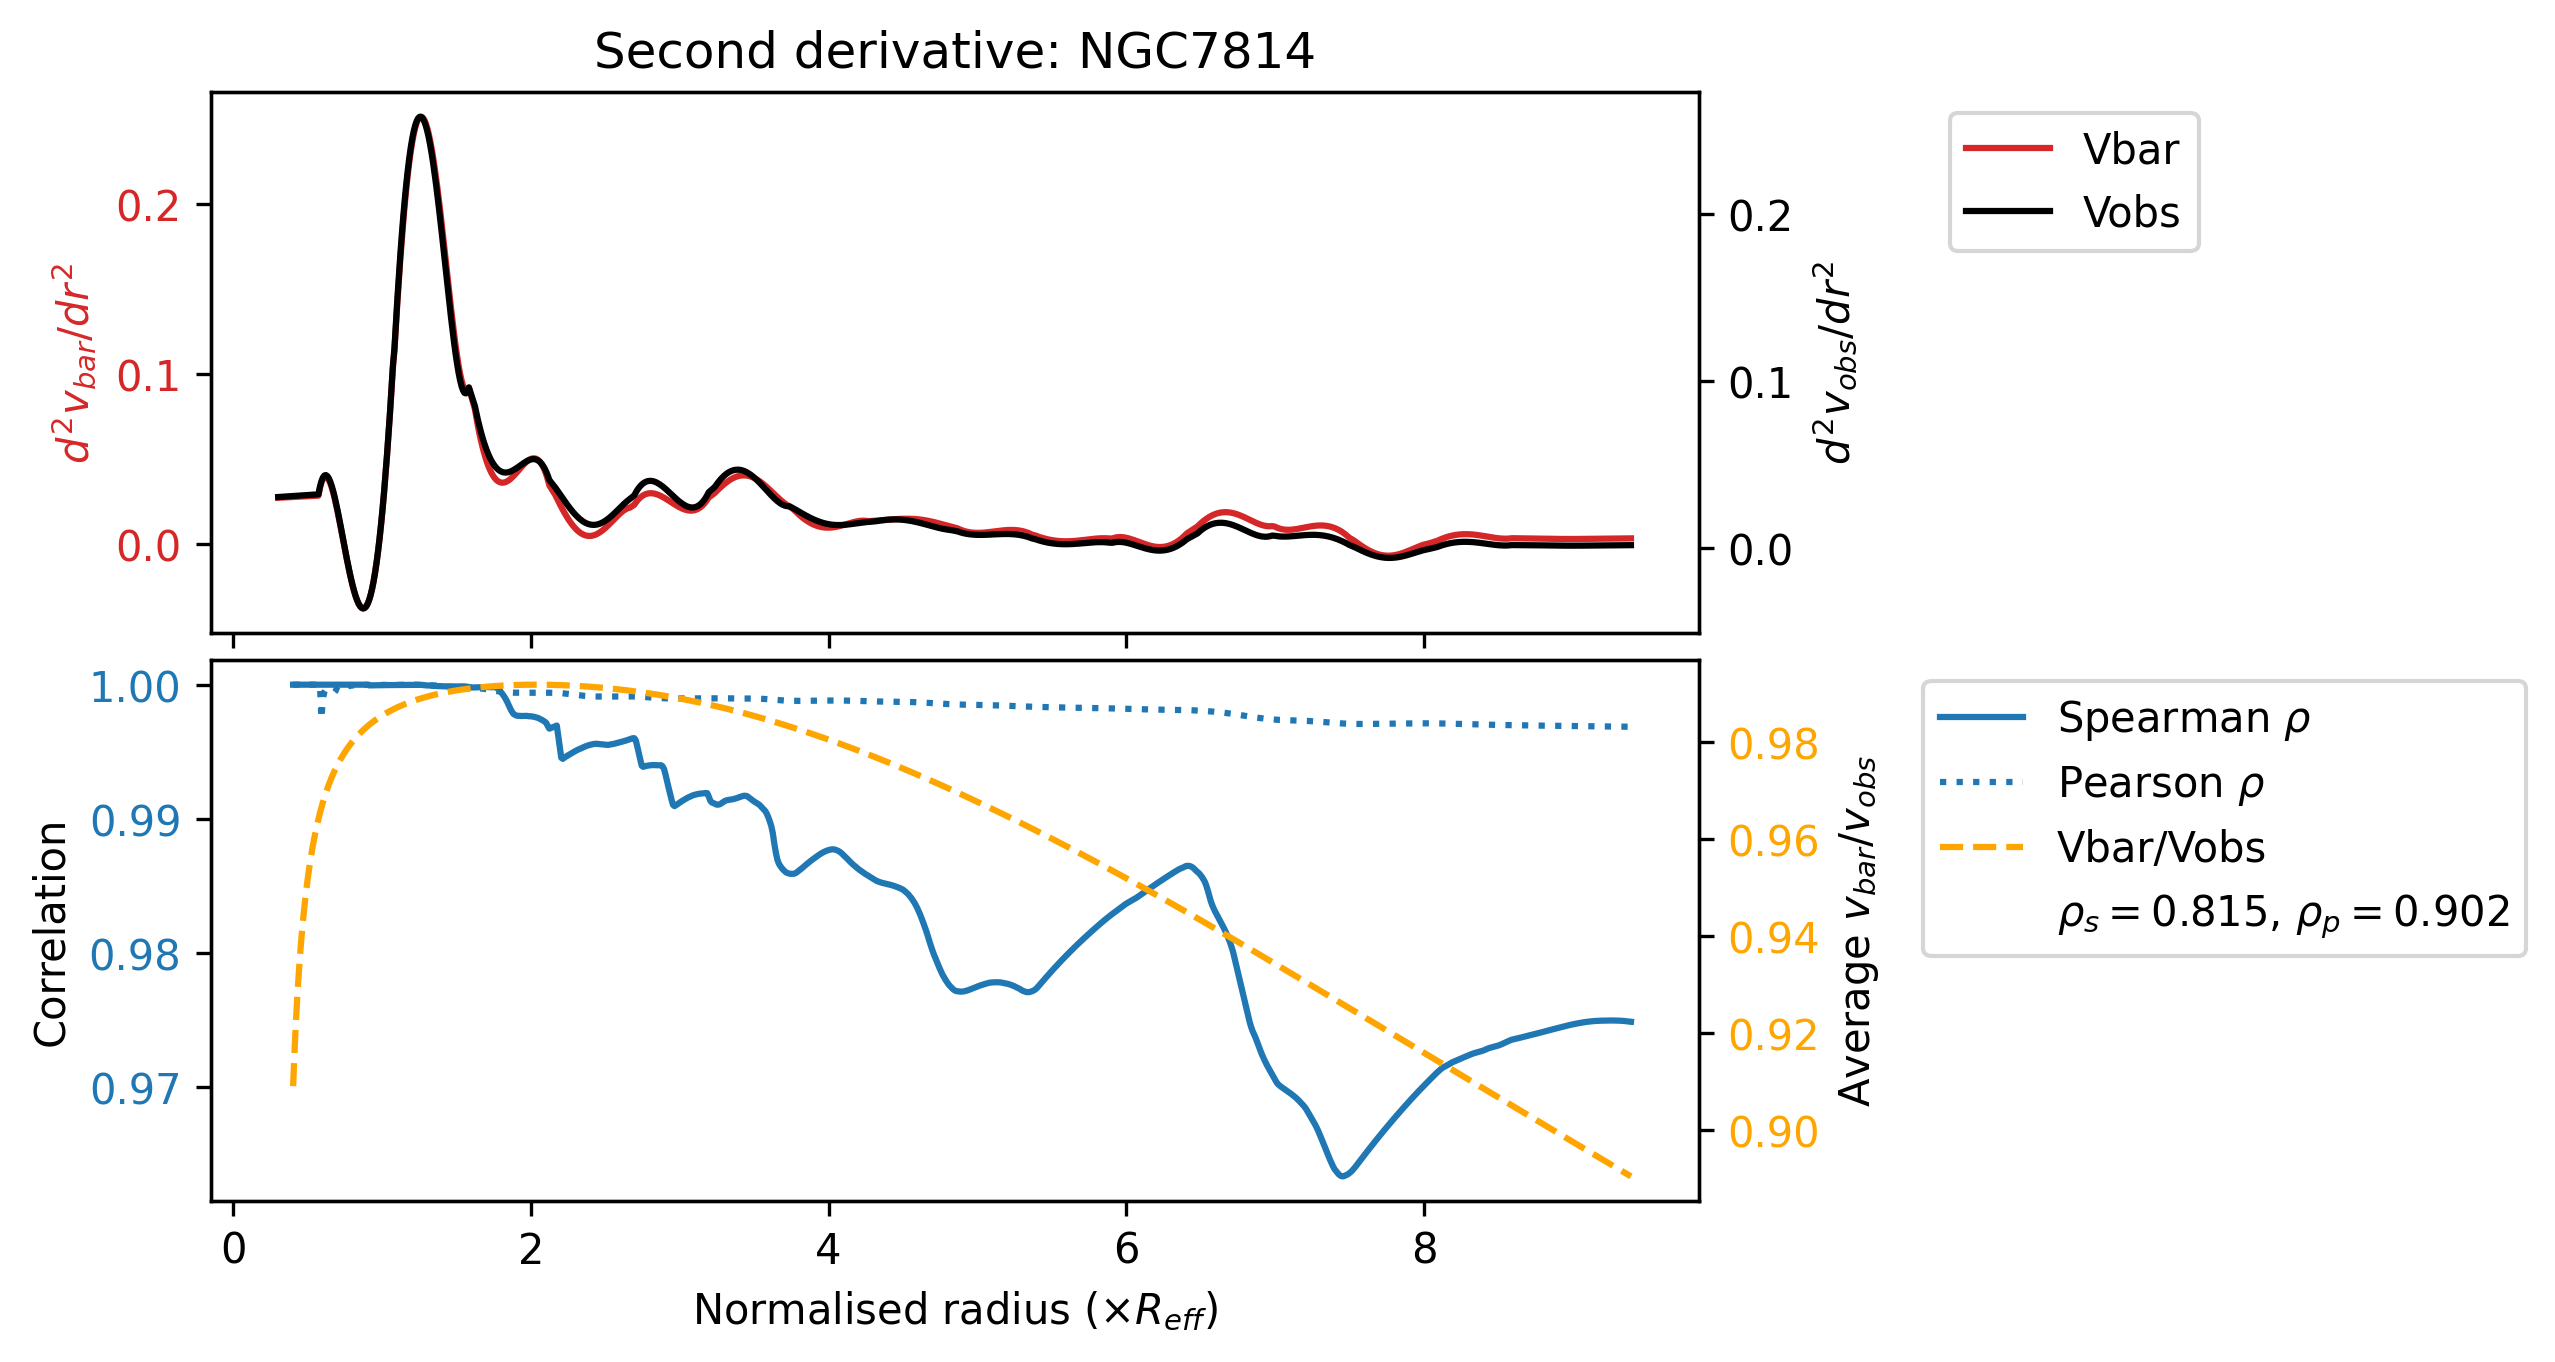 Second derivative: NGC7814
0.2
0.1
0.0
d²v_bar/dr²
0.2
0.1
0.0
d²v_obs/dr²
Vbar
Vobs
1.00
0.99
0.98
0.97
Correlation
0.98
0.96
0.94
0.92
0.90
Average v_bar/v_obs
Spearman ρ
Pearson ρ
Vbar/Vobs
ρ_s = 0.815, ρ_p = 0.902
0 2 4 6 8
Normalised radius (×R_eff)